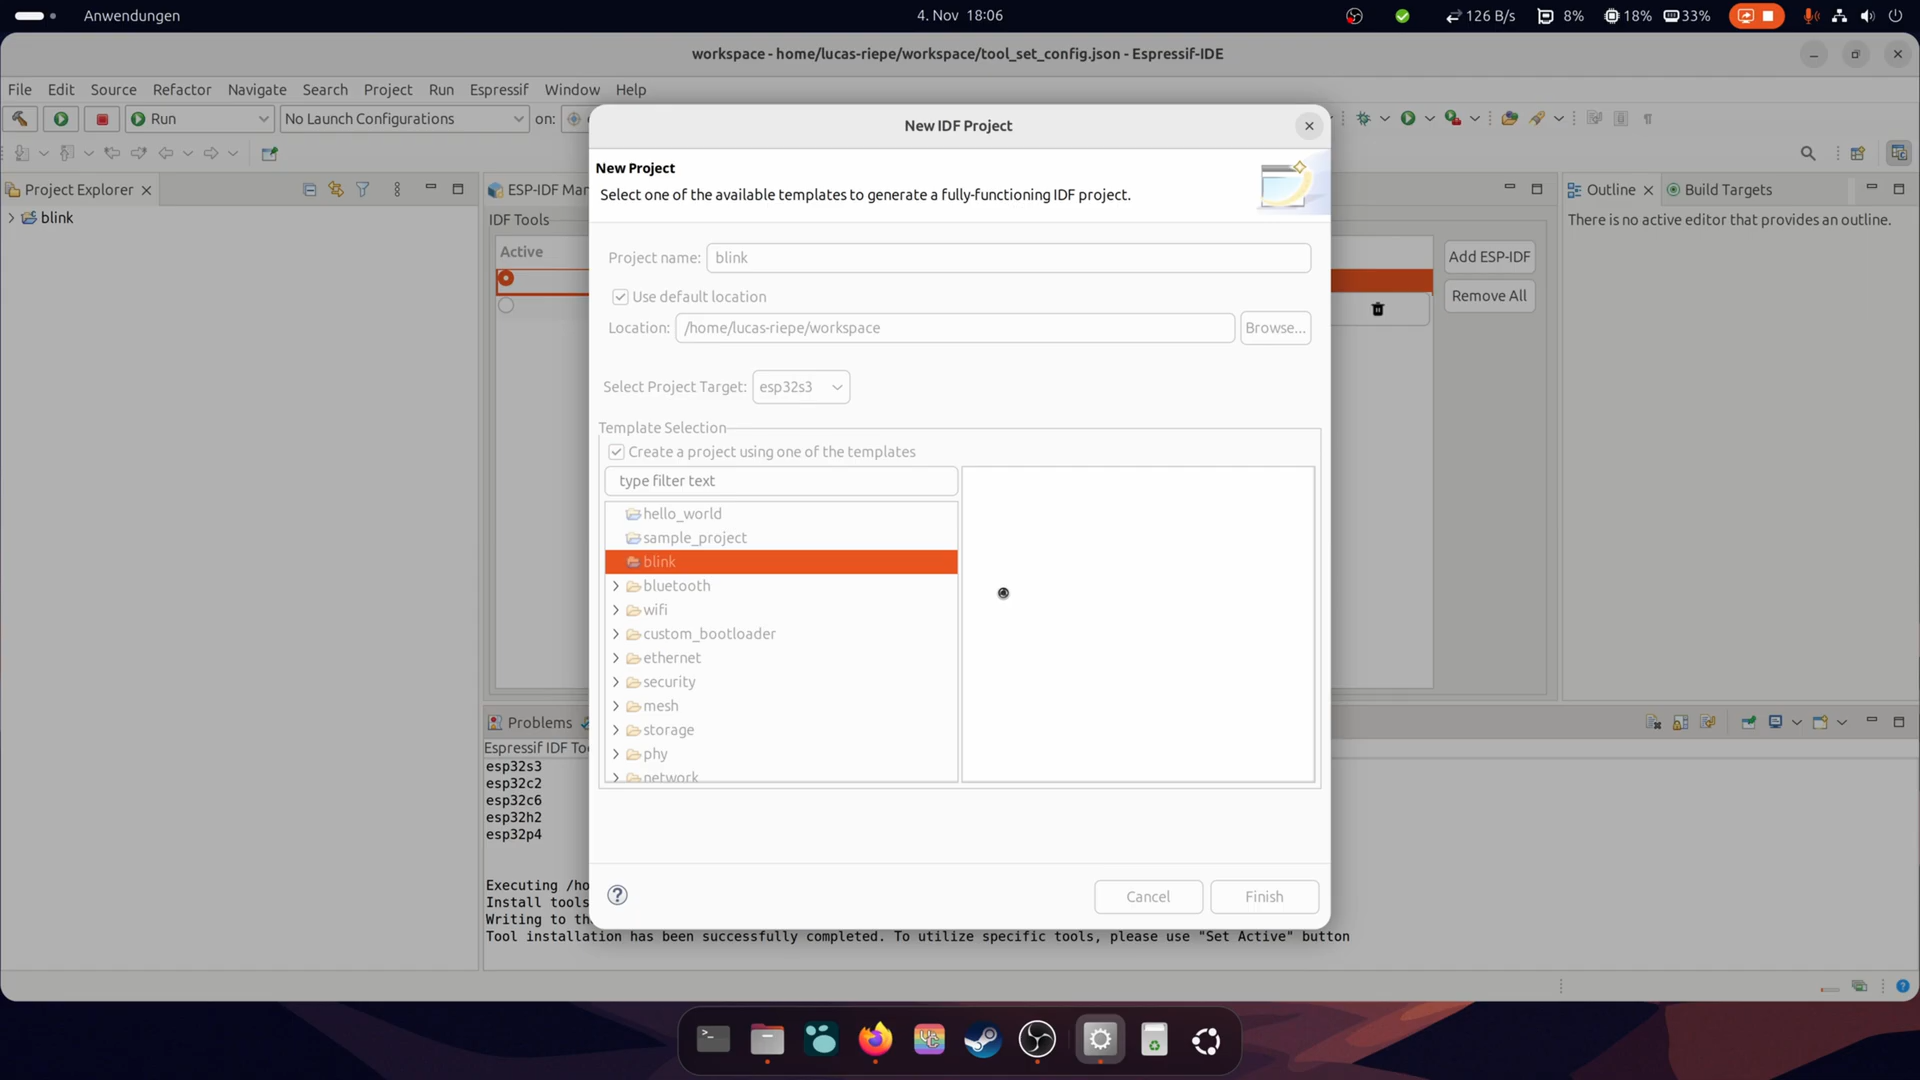 Anwendungen
4. Nov 18:06
126 B/s
8%
18%
33%
workspace - home/lucas-riepe/workspace/tool_set_config.json - Espressif-IDE
File Edit Source Refactor Navigate Search Project Run Espressif Window Help
Run
No Launch Configurations
on:
Project Explorer
blink
ESP-IDF Man
IDF Tools
Active
Add ESP-IDF
Remove All
Outline
Build Targets
There is no active editor that provides an outline.
New IDF Project
New Project
Select one of the available templates to generate a fully-functioning IDF project.
Project name: blink
Use default location
Location: /home/lucas-riepe/workspace
Browse...
Select Project Target: esp32s3
Template Selection
Create a project using one of the templates
type filter text
hello_world
sample_project
blink
bluetooth
wifi
custom_bootloader
ethernet
security
mesh
storage
phy
network
Cancel
Finish
Problems
Espressif IDF Too
esp32s3
esp32c2
esp32c6
esp32h2
esp32p4
Executing /ho
Install tools
Writing to th
Tool installation has been successfully completed. To utilize specific tools, please use "Set Active" button